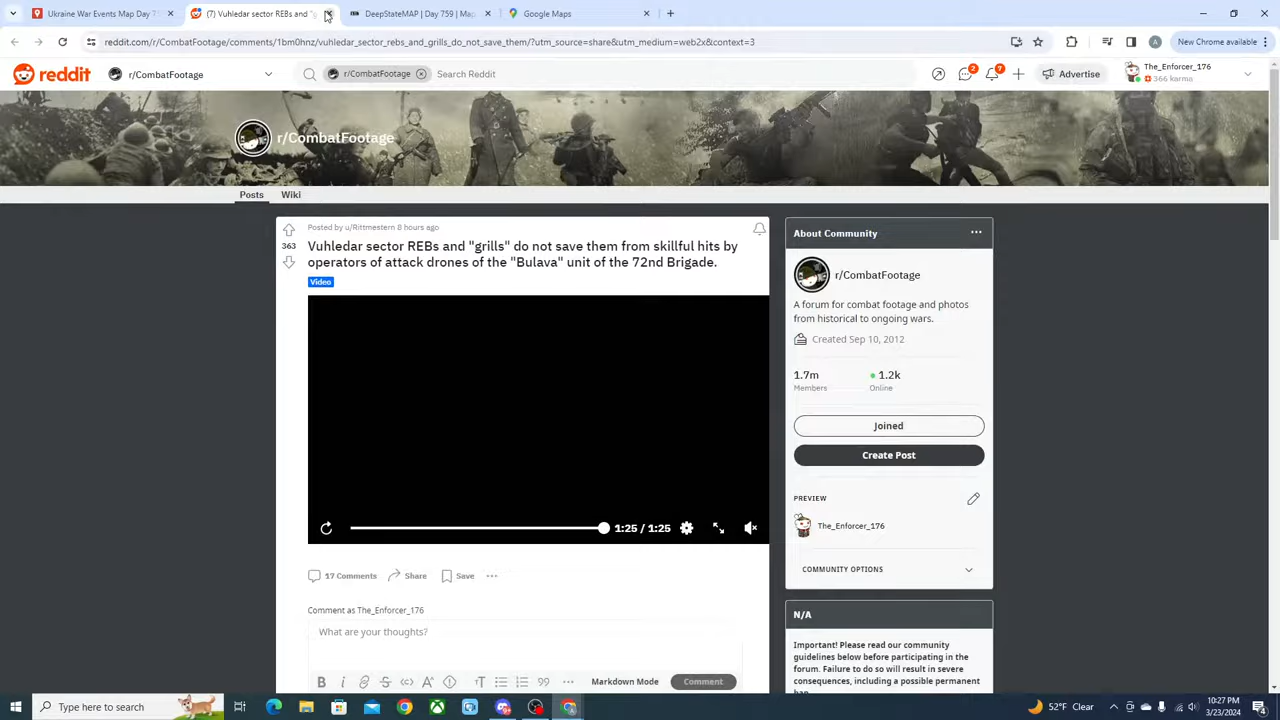 Ukraine War Events Map Day 7
(7) Vuhledar sector REBs and "g
DeepStateMAP | Day 759 | Map
Google Maps
reddit.com/r/CombatFootage/comments/1bm0hnz/vuhledar_sector_rebs_and_grills_do_not_save_them/?utm_source=share&utm_medium=web2x&context=3
A
New Chrome available
reddit
r/CombatFootage
r/CombatFootage
Search Reddit
2
7
Advertise
The_Enforcer_176
366 karma
r/CombatFootage
Posts
Wiki
Posted by u/Rittmestern 8 hours ago
363
Vuhledar sector REBs and "grills" do not save them from skillful hits by
operators of attack drones of the "Bulava" unit of the 72nd Brigade.
Video
1:25 / 1:25
17 Comments
Share
Save
Comment as The_Enforcer_176
What are your thoughts?
Markdown Mode
Comment
About Community
r/CombatFootage
A forum for combat footage and photos
from historical to ongoing wars.
Created Sep 10, 2012
1.7m
1.2k
Members
Online
Joined
Create Post
PREVIEW
The_Enforcer_176
COMMUNITY OPTIONS
N/A
Important! Please read our community
guidelines below before participating in the
forum. Failure to do so will result in severe
consequences, including a possible permanent
ban.
Type here to search
52°F Clear
10:27 PM
3/23/2024